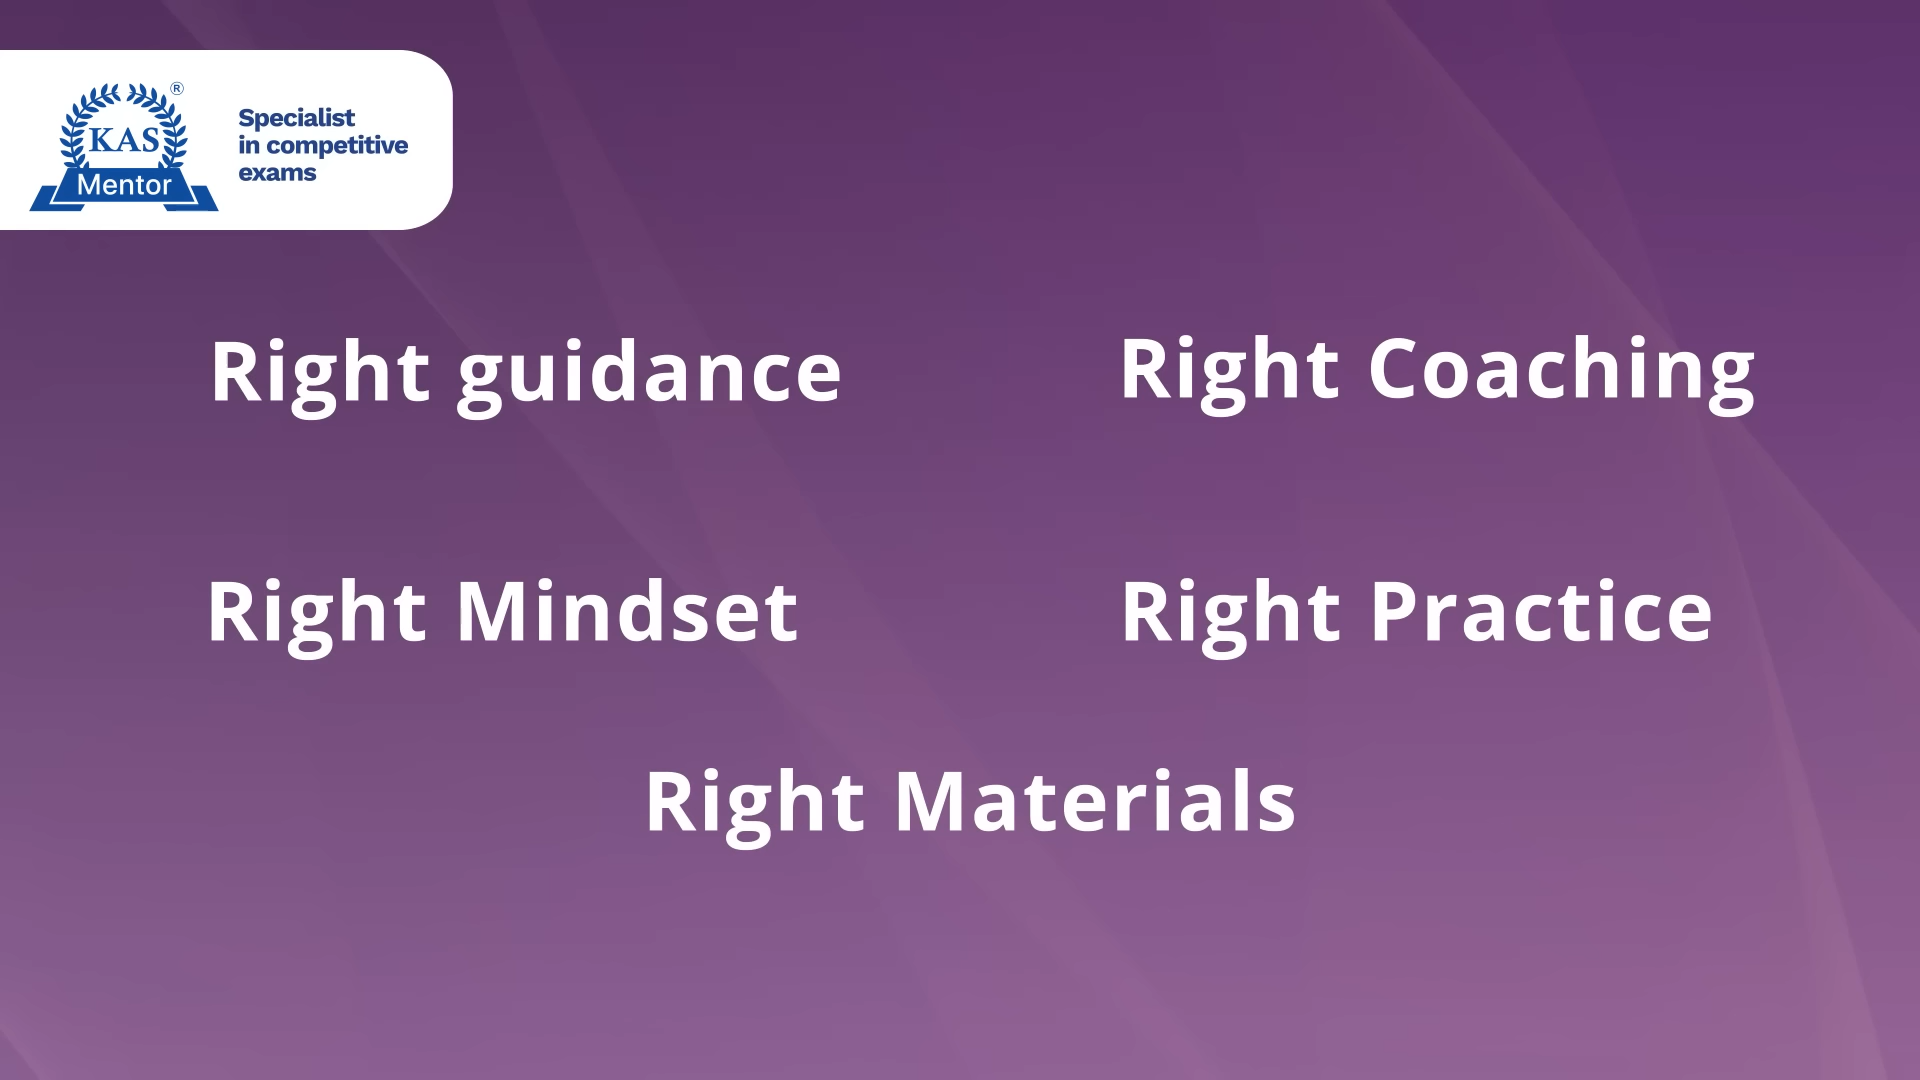 KAS
®
Mentor
Specialist
in competitive
exams
Right guidance
Right Coaching
Right Mindset
Right Practice
Right Materials